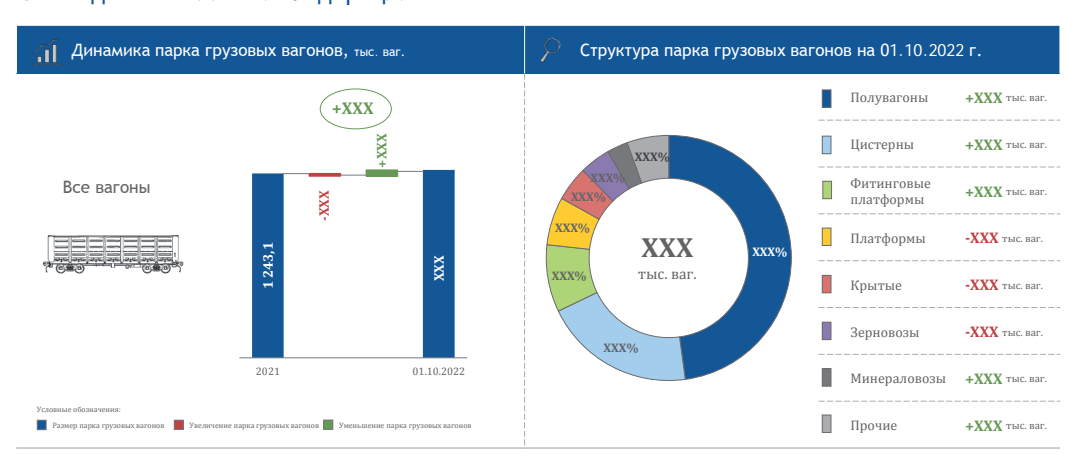 Динамика парка грузовых вагонов, тыс. ваг.
Структура парка грузовых вагонов на 01.10.2022 г.
+XXX
+XXX
-XXX
Все вагоны
1 243,1
XXX
2021
01.10.2022
Условные обозначения:
Размер парка грузовых вагонов
Увеличение парка грузовых вагонов
Уменьшение парка грузовых вагонов
XXX%
XXX%
XXX%
XXX%
XXX%
XXX%
XXX%
XXX
тыс. ваг.
Полувагоны +XXX тыс. ваг.
Цистерны +XXX тыс. ваг.
Фитинговые
платформы +XXX тыс. ваг.
Платформы -XXX тыс. ваг.
Крытые -XXX тыс. ваг.
Зерновозы -XXX тыс. ваг.
Минераловозы +XXX тыс. ваг.
Прочие +XXX тыс. ваг.